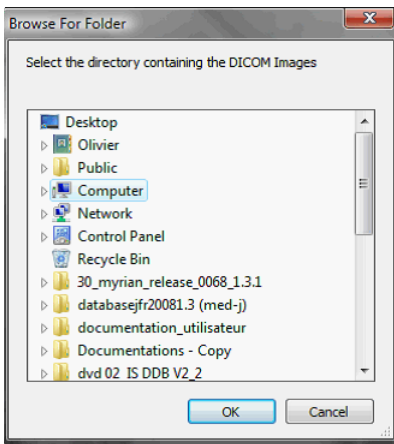 Browse For Folder
Select the directory containing the DICOM Images
Desktop
Olivier
Public
Computer
Network
Control Panel
Recycle Bin
30_myrian_release_0068_1.3.1
databasejfr20081.3 (med-j)
documentation_utilisateur
Documentations - Copy
dvd 02 IS DDB V2_2
OK
Cancel